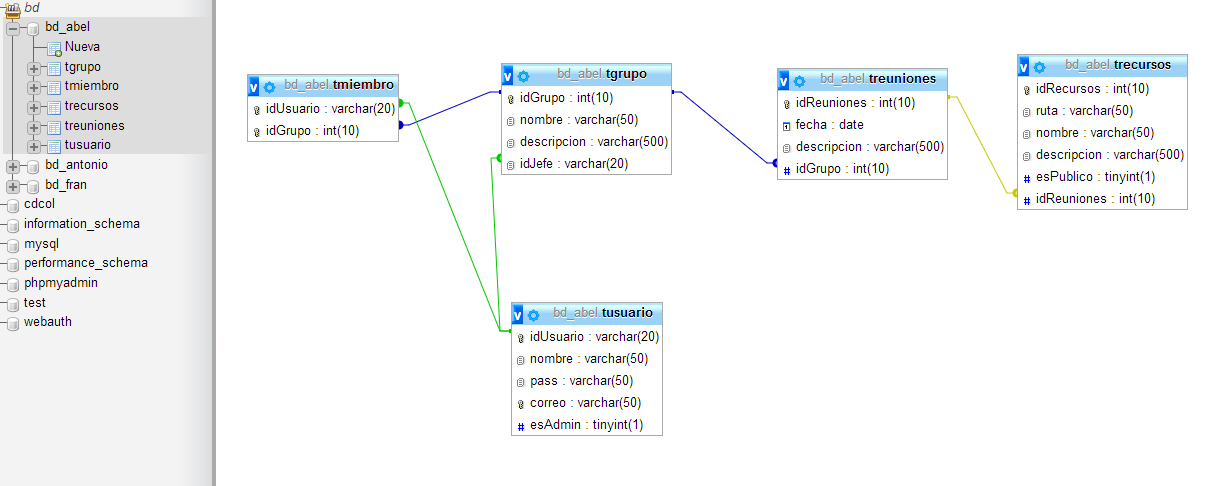 bd
bd_abel
Nueva
tgrupo
tmiembro
trecursos
treuniones
tusuario
bd_antonio
bd_fran
cdcol
information_schema
mysql
performance_schema
phpmyadmin
test
webauth
v bd_abel.tmiembro
idUsuario : varchar(20)
idGrupo : int(10)
v bd_abel.tgrupo
idGrupo : int(10)
nombre : varchar(50)
descripcion : varchar(500)
idJefe : varchar(20)
v bd_abel.treuniones
idReuniones : int(10)
fecha : date
descripcion : varchar(500)
# idGrupo : int(10)
v bd_abel.trecursos
idRecursos : int(10)
ruta : varchar(50)
nombre : varchar(50)
descripcion : varchar(500)
# esPublico : tinyint(1)
# idReuniones : int(10)
v bd_abel.tusuario
idUsuario : varchar(20)
nombre : varchar(50)
pass : varchar(50)
correo : varchar(50)
# esAdmin : tinyint(1)